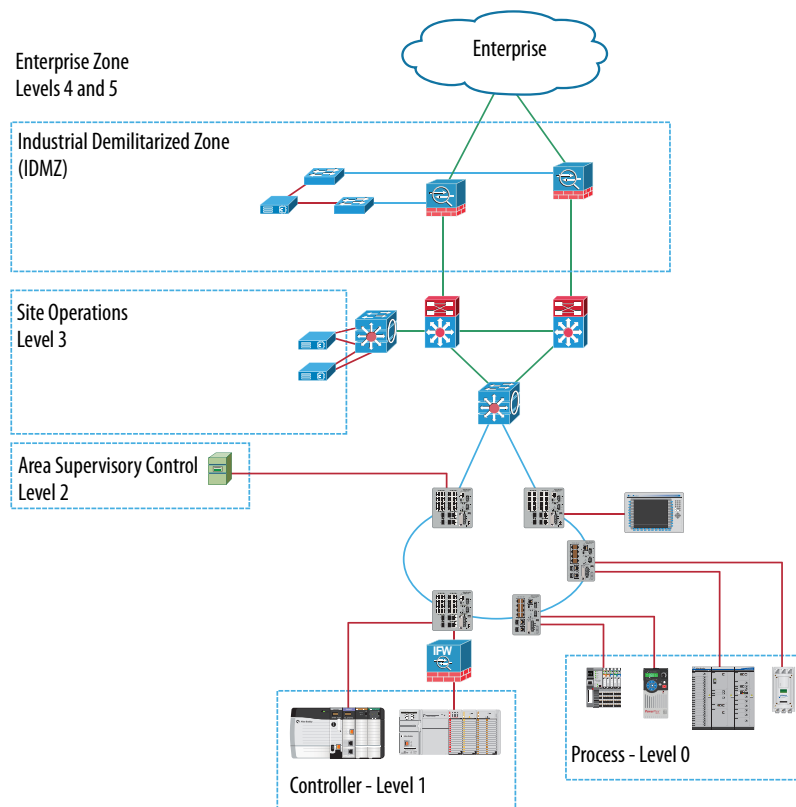 Enterprise
Enterprise Zone
Levels 4 and 5
Industrial Demilitarized Zone
(IDMZ)
Site Operations
Level 3
Area Supervisory Control
Level 2
IFW
Process - Level 0
Controller - Level 1